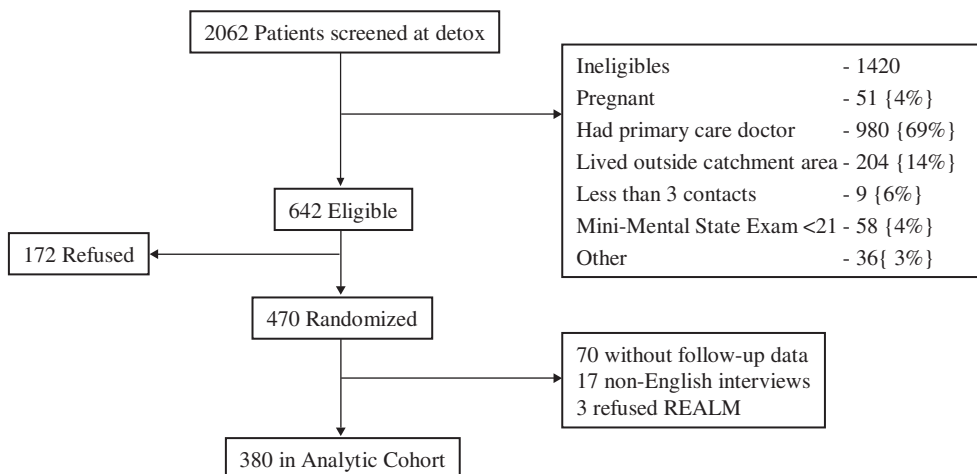 2062 Patients screened at detox
Ineligibles - 1420
Pregnant - 51 {4%}
Had primary care doctor - 980 {69%}
Lived outside catchment area - 204 {14%}
Less than 3 contacts - 9 {6%}
Mini-Mental State Exam <21 - 58 {4%}
Other - 36{ 3%}
642 Eligible
172 Refused
470 Randomized
70 without follow-up data
17 non-English interviews
3 refused REALM
380 in Analytic Cohort